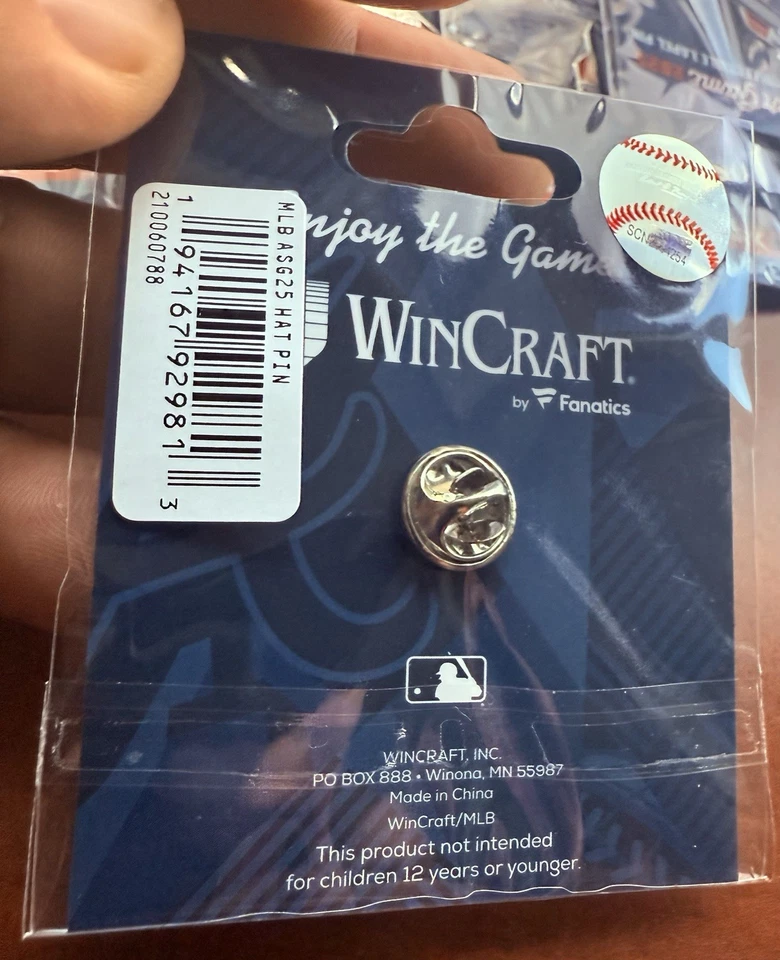 njoy the Game
WINCRAFT
by Fanatics
MLB ASG25 HAT PIN
1 94167 92981 3
210060788
WINCRAFT, INC.
PO BOX 888 • Winona, MN 55987
Made in China
WinCraft/MLB
This product not intended
for children 12 years or younger.